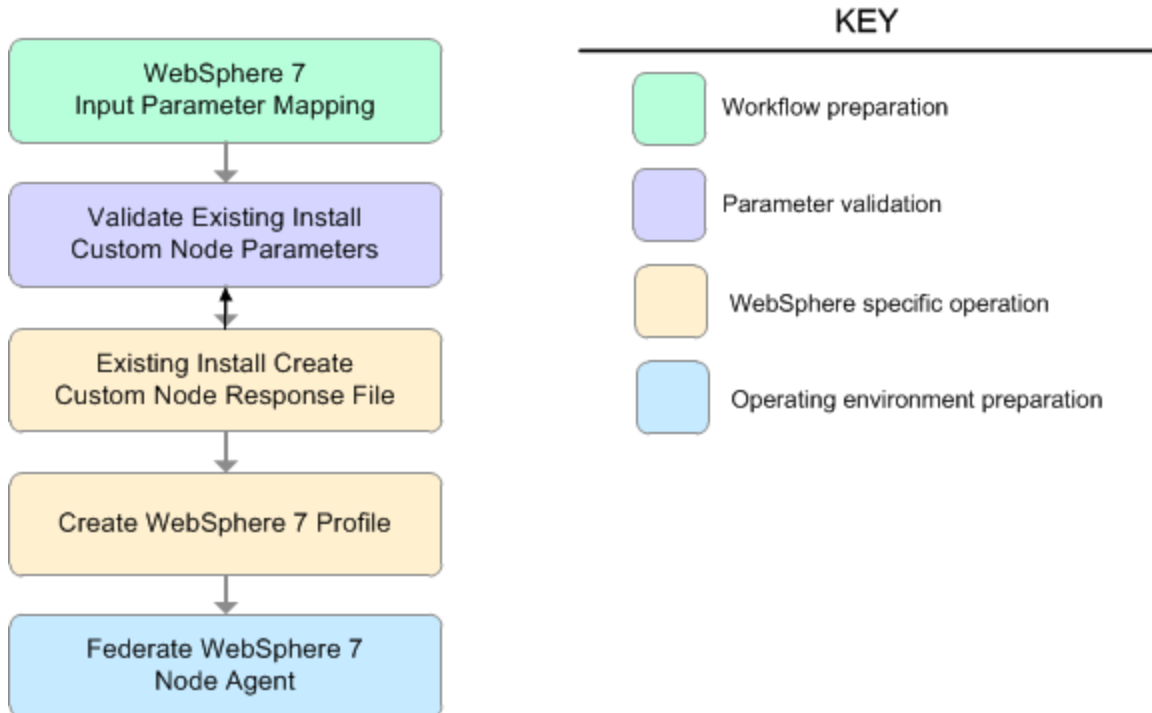 WebSphere 7
Input Parameter Mapping
Validate Existing Install
Custom Node Parameters
Existing Install Create
Custom Node Response File
Create WebSphere 7 Profile
Federate WebSphere 7
Node Agent
KEY
Workflow preparation
Parameter validation
WebSphere specific operation
Operating environment preparation